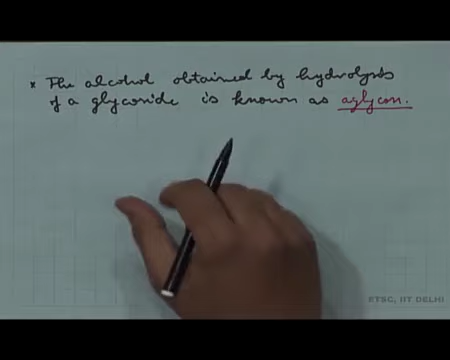 * The alcohol obtained by hydrolysis
of a glycoside is known as aglycon.
ETSC, IIT DELHI